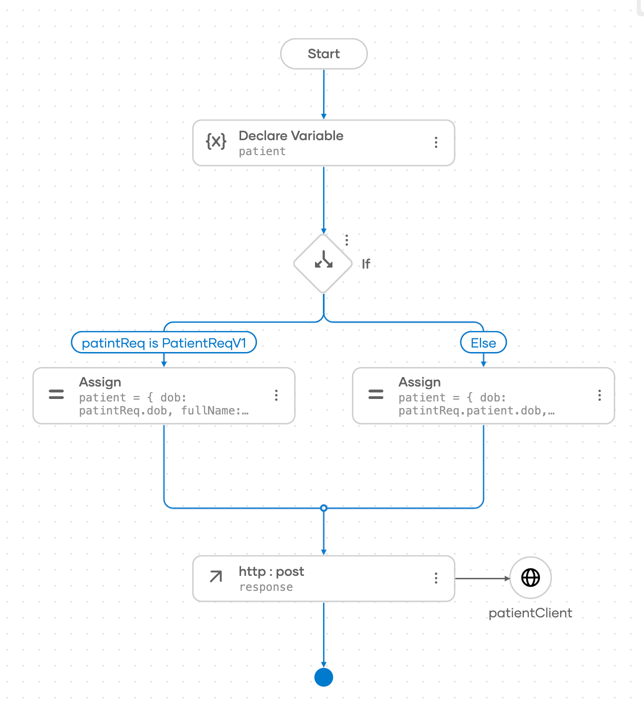 Start
{x} Declare Variable
patient
If
patintReq is PatientReqV1
Else
Assign
patient = { dob:
patintReq.dob, fullName:…
Assign
patient = { dob:
patintReq.patient.dob,…
http : post
response
patientClient